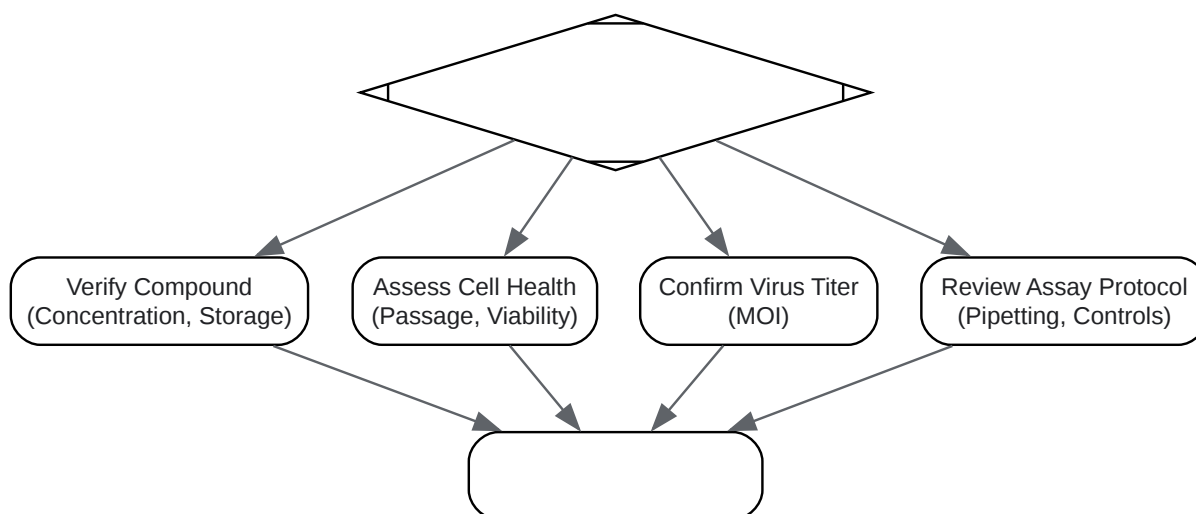 Verify Compound
(Concentration, Storage)
Assess Cell Health
(Passage, Viability)
Confirm Virus Titer
(MOI)
Review Assay Protocol
(Pipetting, Controls)